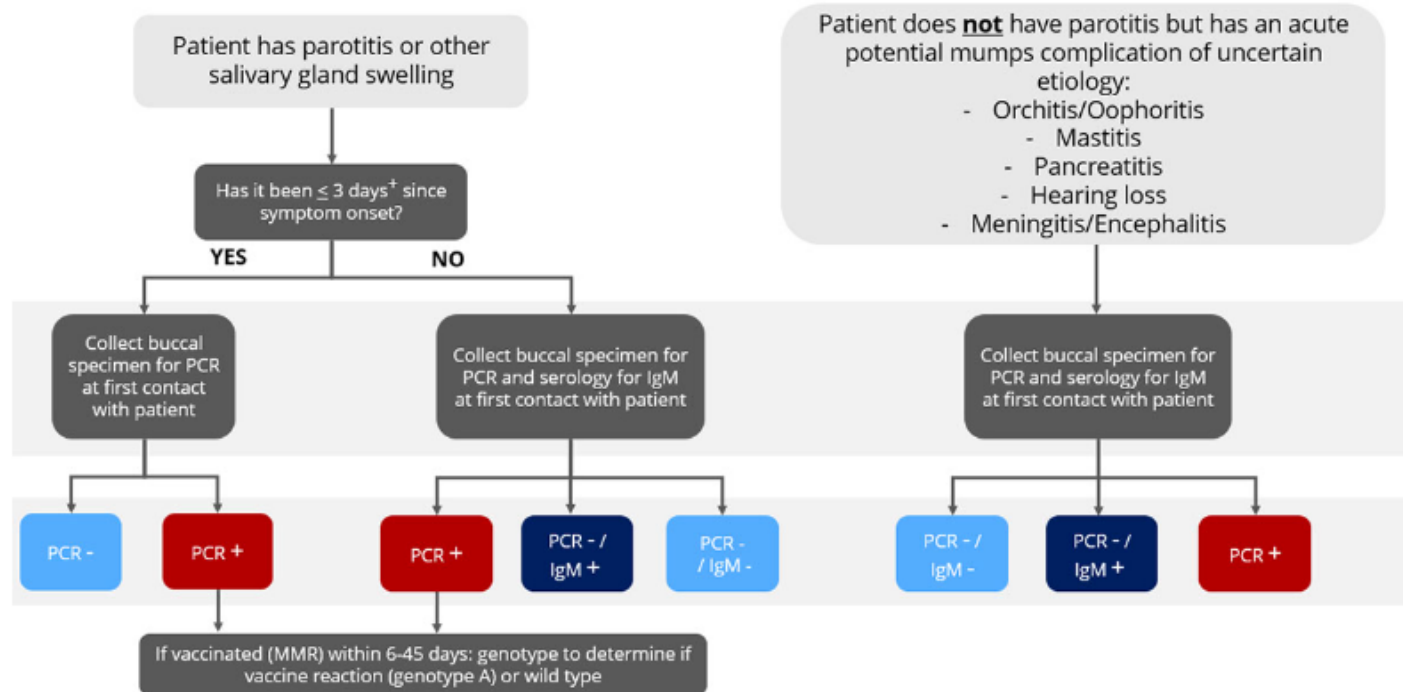 Patient has parotitis or other
salivary gland swelling
Has it been ≤ 3 days+ since
symptom onset?
YES
NO
Collect buccal
specimen for PCR
at first contact
with patient
Collect buccal specimen for
PCR and serology for IgM
at first contact with patient
PCR -
PCR +
PCR +
PCR - /
IgM +
PCR -
/ IgM -
If vaccinated (MMR) within 6-45 days: genotype to determine if
vaccine reaction (genotype A) or wild type
Patient does not have parotitis but has an acute
potential mumps complication of uncertain
etiology:
- Orchitis/Oophoritis
- Mastitis
- Pancreatitis
- Hearing loss
- Meningitis/Encephalitis
Collect buccal specimen for
PCR and serology for IgM
at first contact with patient
PCR - /
IgM -
PCR - /
IgM +
PCR +